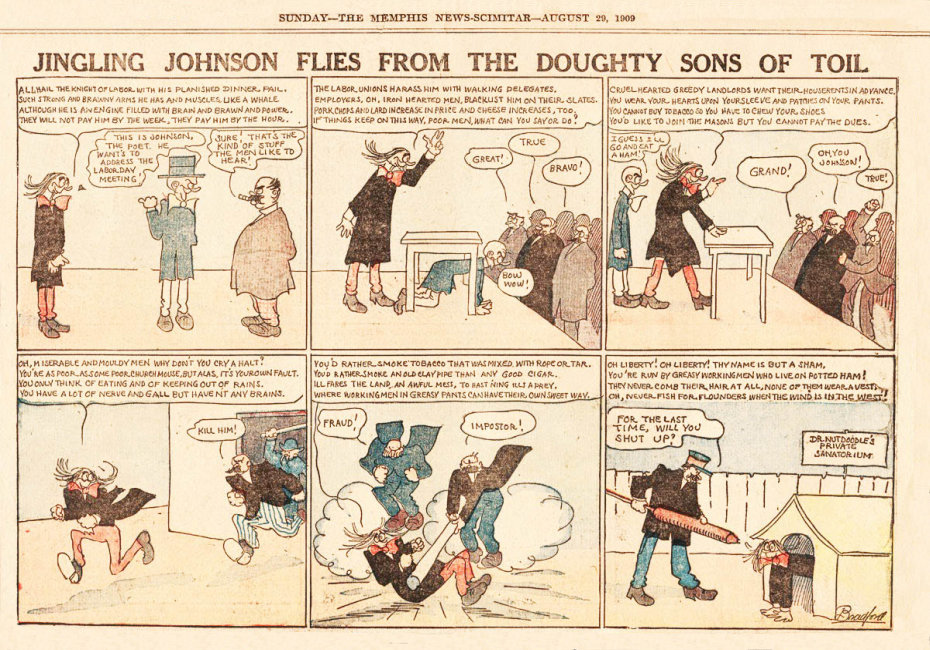 SUNDAY—THE MEMPHIS NEWS-SCIMITAR—AUGUST 29, 1909
JINGLING JOHNSON FLIES FROM THE DOUGHTY SONS OF TOIL
ALL HAIL THE KNIGHT OF LABOR, WITH HIS PLANISHED DINNER PAIL,
SUCH STRONG AND BRAWNY ARMS HE HAS AND MUSCLES, LIKE A WHALE.
ALTHOUGH HE IS AN ENGINE FILLED WITH BRAIN AND BRAWN AND POWER,
THEY WILL NOT PAY HIM BY THE WEEK, THEY PAY HIM BY THE HOUR.
THIS IS JOHNSON,
THE POET. HE
WANT'S TO
ADDRESS THE
LABOR DAY
MEETING!
SURE! THAT'S THE
KIND OF STUFF
THE MEN LIKE TO
HEAR!
THE LABOR UNIONS HARASS HIM WITH WALKING DELEGATES.
EMPLOYERS, OH, IRON HEARTED MEN, BLACKLIST HIM ON THEIR SLATES.
PORK CHOPS AND LARD INCREASE IN PRICE AND CHEESE INCREASES, TOO.
IF THINGS KEEP ON THIS WAY, POOR MEN, WHAT CAN YOU SAY OR DO?
GREAT!
TRUE
BRAVO!
BOW
WOW!
CRUEL HEARTED GREEDY LANDLORDS WANT THEIR HOUSE RENTS IN ADVANCE.
YOU WEAR YOUR HEARTS UPON YOUR SLEEVE AND PATCHES ON YOUR PANTS.
YOU CANNOT BUY TOBACCO SO YOU HAVE TO CHEW YOUR SHOES
YOU'D LIKE TO JOIN THE MASONS BUT YOU CANNOT PAY THE DUES.
I GUESS I'LL
GO AND EAT
A HAM!
GRAND!
OH, YOU
JOHNSON!
TRUE!
OH, MISERABLE AND MOULDY MEN WHY DON'T YOU CRY A HALT?
YOU'RE AS POOR AS SOME POOR CHURCH MOUSE, BUT ALAS, IT'S YOUR OWN FAULT.
YOU ONLY THINK OF EATING AND OF KEEPING OUT OF RAINS.
YOU HAVE A LOT OF NERVE AND GALL BUT HAVENT ANY BRAINS.
KILL HIM!
YOU'D RATHER SMOKE TOBACCO THAT WAS MIXED WITH ROPE OR TAR.
YOU'D RATHER SMOKE AN OLD CLAY PIPE THAN ANY GOOD CIGAR.
ILL FARES THE LAND, AN AWFUL MESS, TO HAST'NING ILLS A PREY.
WHERE WORKING MEN IN GREASY PANTS CAN HAVE THEIR OWN SWEET WAY.
FRAUD!
IMPOSTOR!
OH LIBERTY! OH LIBERTY! THY NAME IS BUT A SHAM,
YOU'RE RUN BY GREASY WORKINGMEN WHO LIVE ON POTTED HAM!
THEY NEVER COMB THEIR HAIR AT ALL, NONE OF THEM WEAR A VEST.
OH, NEVER FISH FOR FLOUNDERS WHEN THE WIND IS IN THE WEST!
FOR THE LAST
TIME, WILL YOU
SHUT UP?
DR. NUTDOODLE'S
PRIVATE
SANATORIUM
Bradford